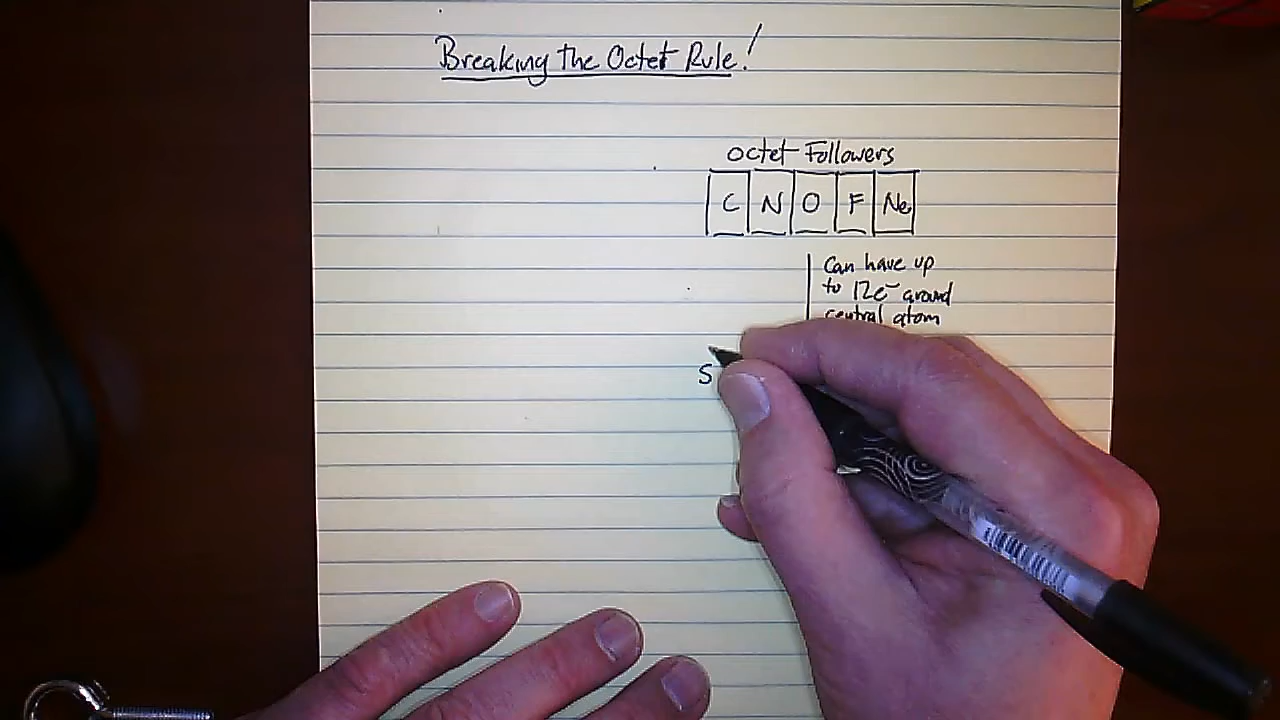 Breaking the Octet Rule!
Octet Followers
C N O F Ne
Can have up
to 12e⁻ around
central atom
S